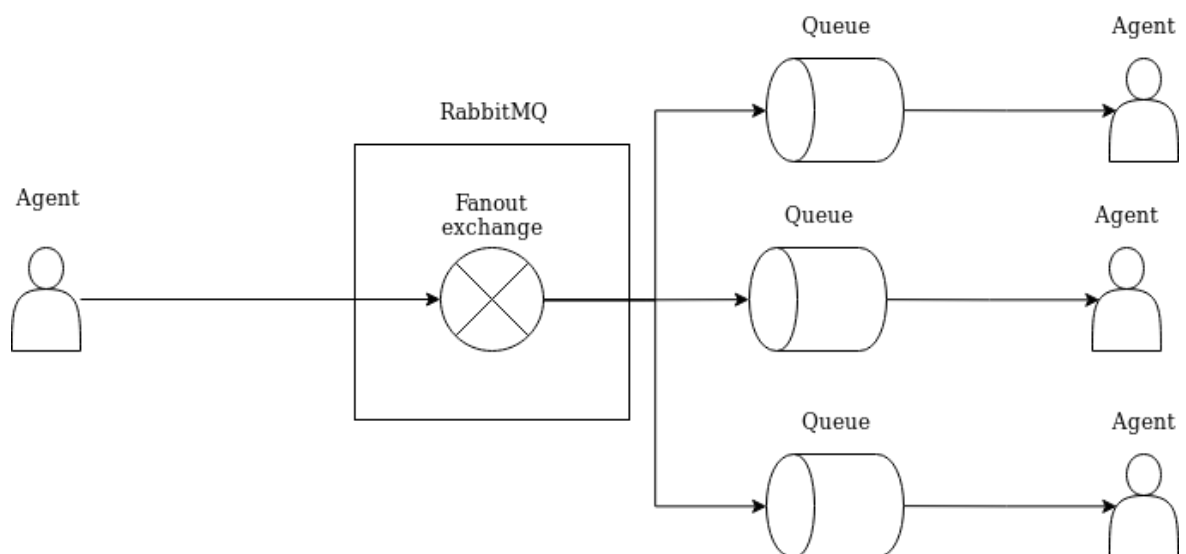 Queue
Agent
RabbitMQ
Agent
Fanout
exchange
Queue
Agent
Queue
Agent